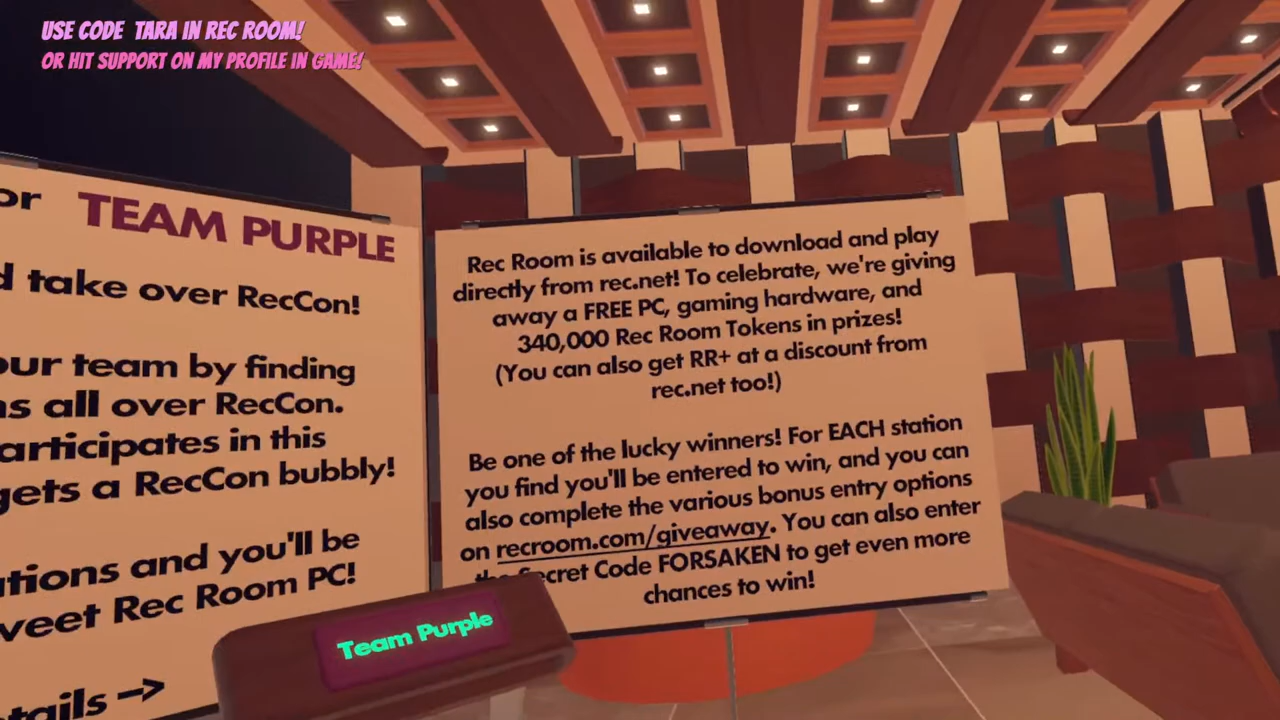 USE CODE TARA IN REC ROOM!
OR HIT SUPPORT ON MY PROFILE IN GAME!
or TEAM PURPLE
take over RecCon!
our team by finding
all over RecCon.
articipates in this
gets a RecCon bubbly!
ations and you'll be
weet Rec Room PC!
etails -->
Rec Room is available to download and play
directly from rec.net! To celebrate, we're giving
away a FREE PC, gaming hardware, and
340,000 Rec Room Tokens in prizes!
(You can also get RR+ at a discount from
rec.net too!)
Be one of the lucky winners! For EACH station
you find you'll be entered to win, and you can
also complete the various bonus entry options
on recroom.com/giveaway. You can also enter
the Secret Code FORSAKEN to get even more
chances to win!
Team Purple